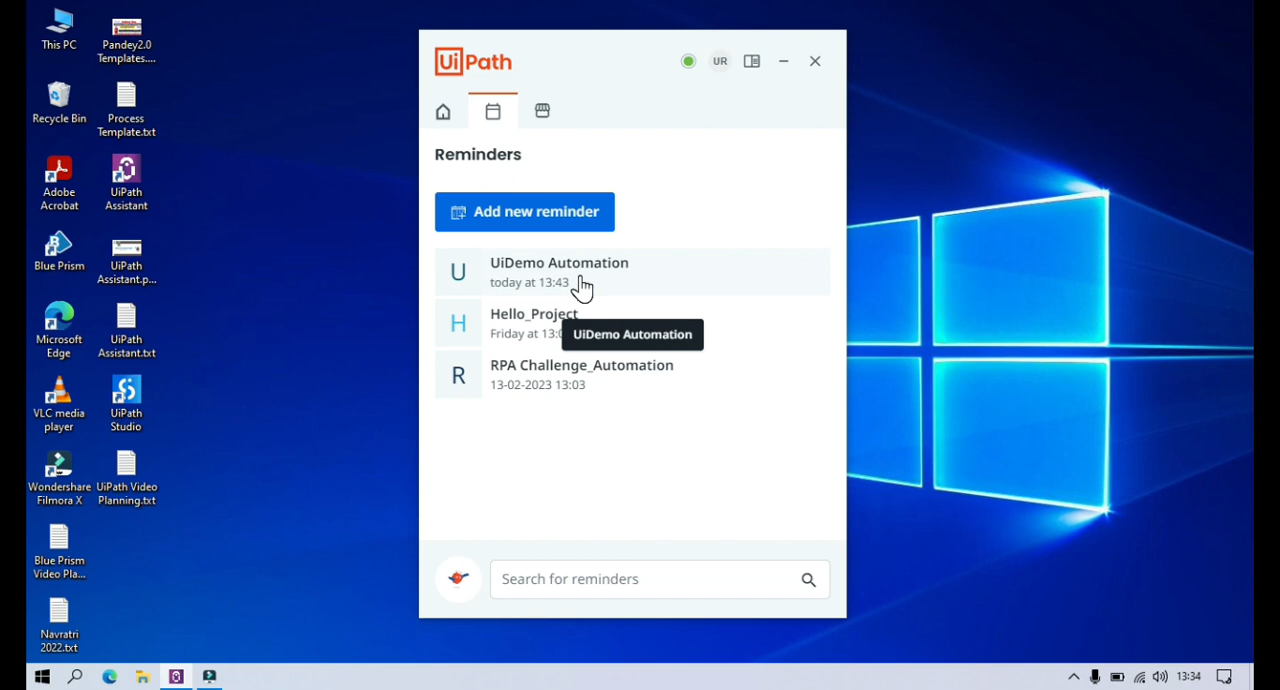 This PC
Pandey2.0
Templates....
Recycle Bin
Process
Template.txt
Adobe
Acrobat
UiPath
Assistant
Blue Prism
UiPath
Assistant.p...
Microsoft
Edge
UiPath
Assistant.txt
VLC media
player
UiPath
Studio
Wondershare
Filmora X
UiPath Video
Planning.txt
Blue Prism
Video Pla...
Navratri
2022.txt
UiPath
UR
Reminders
Add new reminder
U
UiDemo Automation
today at 13:43
H
Hello_Project
Friday at 13:0
UiDemo Automation
R
RPA Challenge_Automation
13-02-2023 13:03
Search for reminders
13:34